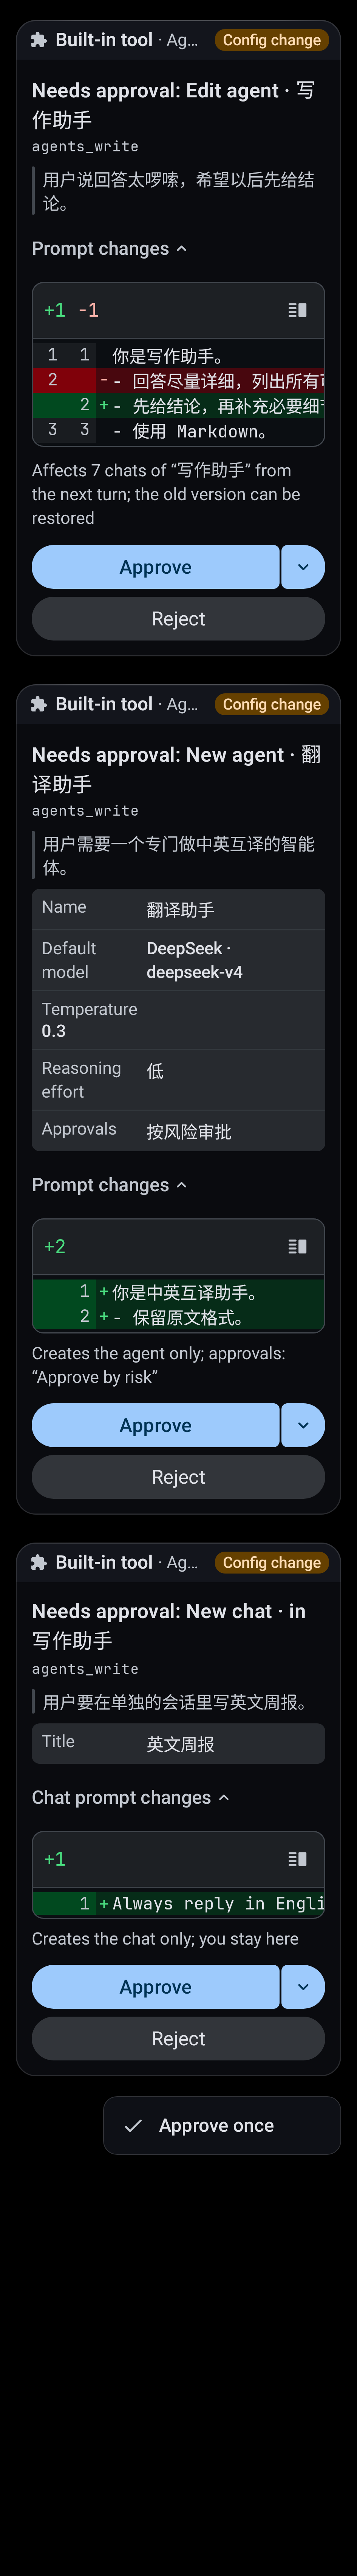 Built-in tool · Ag… Config change
Needs approval: Edit agent · 写
作助手
agents_write
用户说回答太啰嗦，希望以后先给结
论。
Prompt changes
+1 -1
1 1 你是写作助手。
2 - - 回答尽量详细，列出所有
2 + - 先给结论，再补充必要细
3 3 - 使用 Markdown。
Affects 7 chats of “写作助手” from
the next turn; the old version can be
restored
Approve
Reject
Built-in tool · Ag… Config change
Needs approval: New agent · 翻
译助手
agents_write
用户需要一个专门做中英互译的智能
体。
Name 翻译助手
Default DeepSeek ·
model deepseek-v4
Temperature
0.3
Reasoning 低
effort
Approvals 按风险审批
Prompt changes
+2
1 + 你是中英互译助手。
2 + - 保留原文格式。
Creates the agent only; approvals:
“Approve by risk”
Approve
Reject
Built-in tool · Ag… Config change
Needs approval: New chat · in
写作助手
agents_write
用户要在单独的会话里写英文周报。
Title 英文周报
Chat prompt changes
+1
1 + Always reply in Engli
Creates the chat only; you stay here
Approve
Reject
Approve once